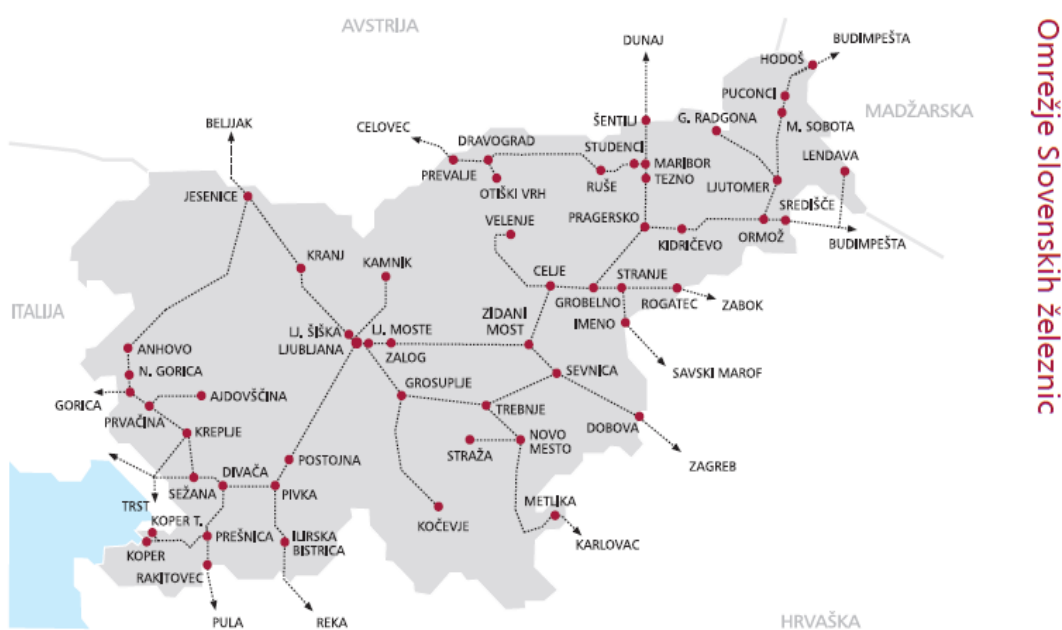 AVSTRIJA
DUNAJ
BUDIMPEŠTA
HODOŠ
PUCONCI
MADŽARSKA
BELJJAK
CELOVEC
DRAVOGRAD
ŠENTILJ
G. RADGONA
M. SOBOTA
STUDENCI
LENDAVA
PREVALJE
MARIBOR
JESENICE
OTIŠKI VRH
RUŠE
TEZNO
LJUTOMER
SREDIŠČE
VELENJE
PRAGERSKO
KIDRIČEVO
ORMOŽ
BUDIMPEŠTA
KRANJ
KAMNIK
CELJE
STRANJE
GROBELNO
ROGATEC
ZABOK
ITALIJA
ZIDANI
MOST
IMENO
LJ. ŠIŠKA
LJ. MOSTE
LJUBLJANA
ZALOG
ANHOVO
N. GORICA
SEVNICA
SAVSKI MAROF
GORICA
AJDOVŠČINA
GROSUPLJE
PRVAČINA
TREBNJE
DOBOVA
KREPLJE
NOVO
MESTO
STRAŽA
POSTOJNA
ZAGREB
DIVAČA
SEŽANA
PIVKA
TRST
METLIKA
KOPER T.
KOČEVJE
PREŠNICA
ILIRSKA
BISTRICA
KOPER
KARLOVAC
RAKITOVEC
PULA
REKA
HRVAŠKA
Omrežje Slovenskih železnic